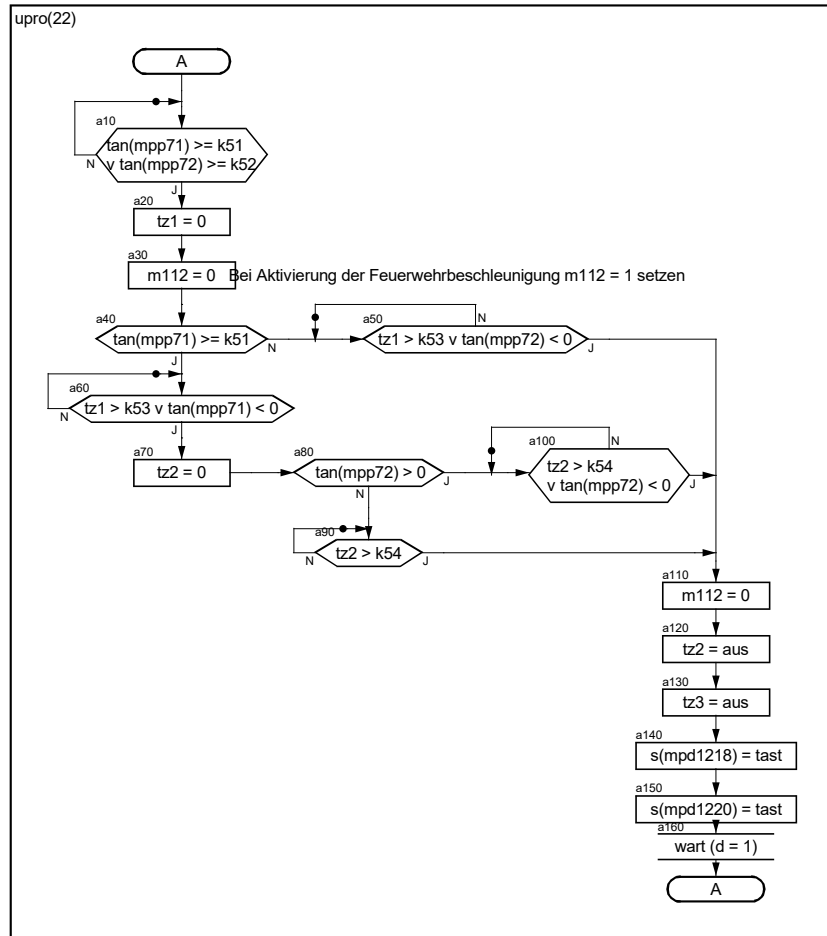 upro(22)
A
a10
tan(mpp71) >= k51
v tan(mpp72) >= k52
N
J
a20
tz1 = 0
a30
m112 = 0
Bei Aktivierung der Feuerwehrbeschleunigung m112 = 1 setzen
a40
tan(mpp71) >= k51
N
J
a50
tz1 > k53 v tan(mpp72) < 0
N
J
a60
tz1 > k53 v tan(mpp71) < 0
N
J
a70
tz2 = 0
a80
tan(mpp72) > 0
J
N
a100
tz2 > k54
v tan(mpp72) < 0
N
J
a90
tz2 > k54
N
J
a110
m112 = 0
a120
tz2 = aus
a130
tz3 = aus
a140
s(mpd1218) = tast
a150
s(mpd1220) = tast
a160
wart (d = 1)
A